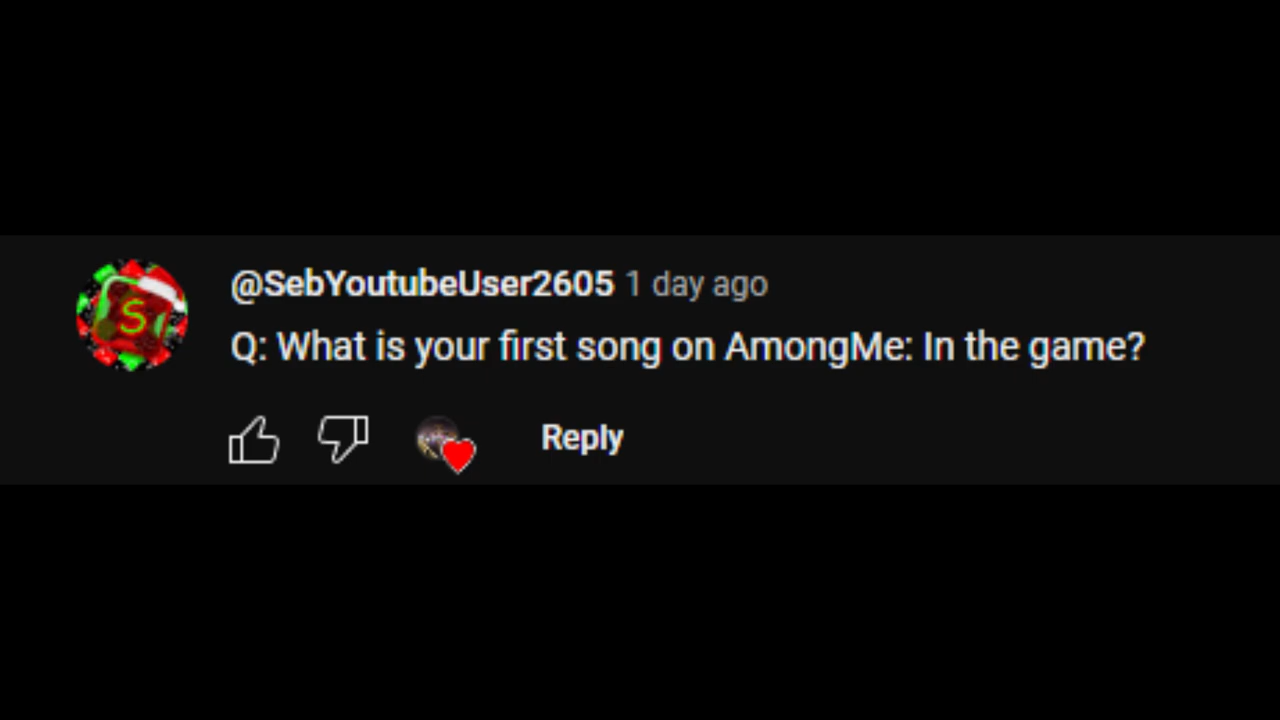 S
@SebYoutubeUser2605 1 day ago
Q: What is your first song on AmongMe: In the game?
Reply